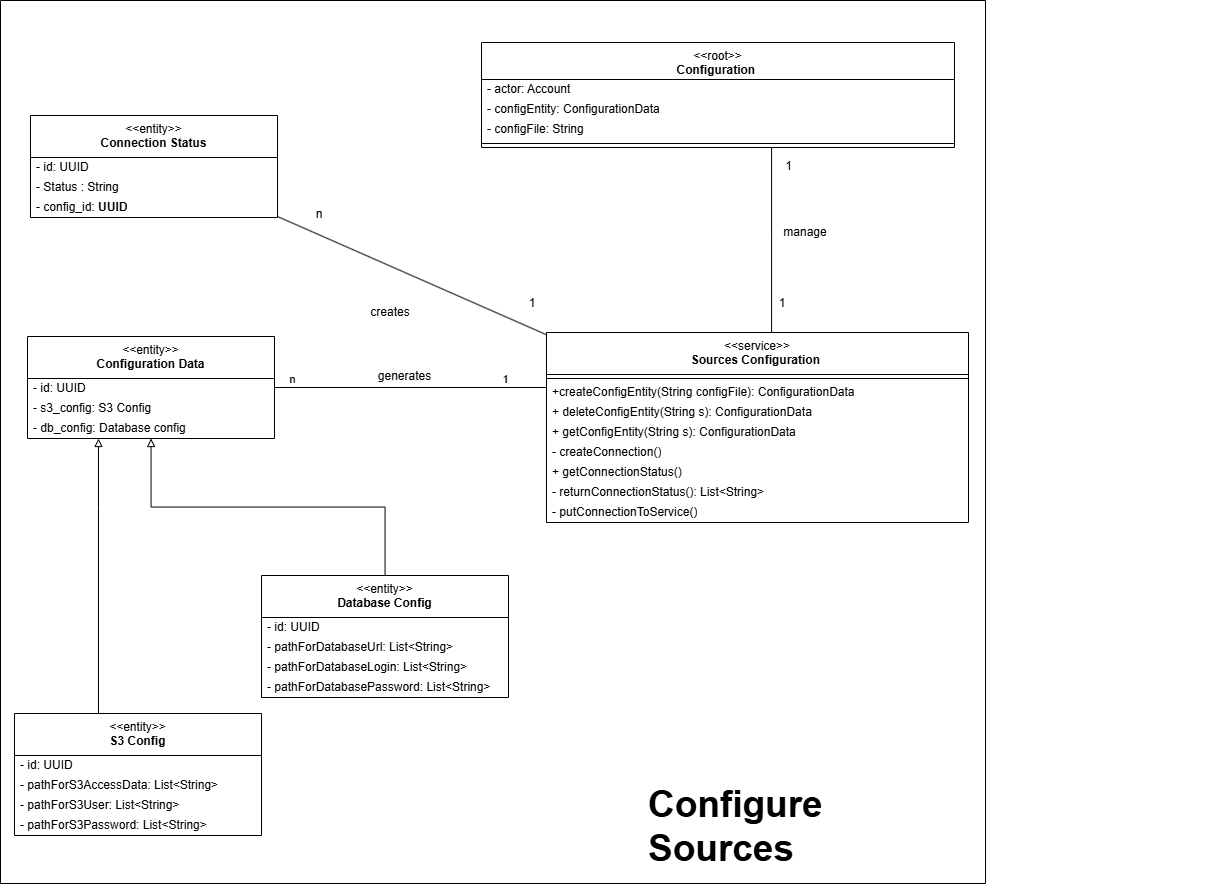 <<root>>
Configuration
- actor: Account
- configEntity: ConfigurationData
- configFile: String
<<entity>>
Connection Status
- id: UUID
- Status : String
- config_id: UUID
1
n
manage
1
1
creates
<<service>>
Sources Configuration
+createConfigEntity(String configFile): ConfigurationData
+ deleteConfigEntity(String s): ConfigurationData
+ getConfigEntity(String s): ConfigurationData
- createConnection()
+ getConnectionStatus()
- returnConnectionStatus(): List<String>
- putConnectionToService()
<<entity>>
Configuration Data
- id: UUID
- s3_config: S3 Config
- db_config: Database config
n
generates
1
<<entity>>
Database Config
- id: UUID
- pathForDatabaseUrl: List<String>
- pathForDatabaseLogin: List<String>
- pathForDatabasePassword: List<String>
<<entity>>
S3 Config
- id: UUID
- pathForS3AccessData: List<String>
- pathForS3User: List<String>
- pathForS3Password: List<String>
Configure
Sources